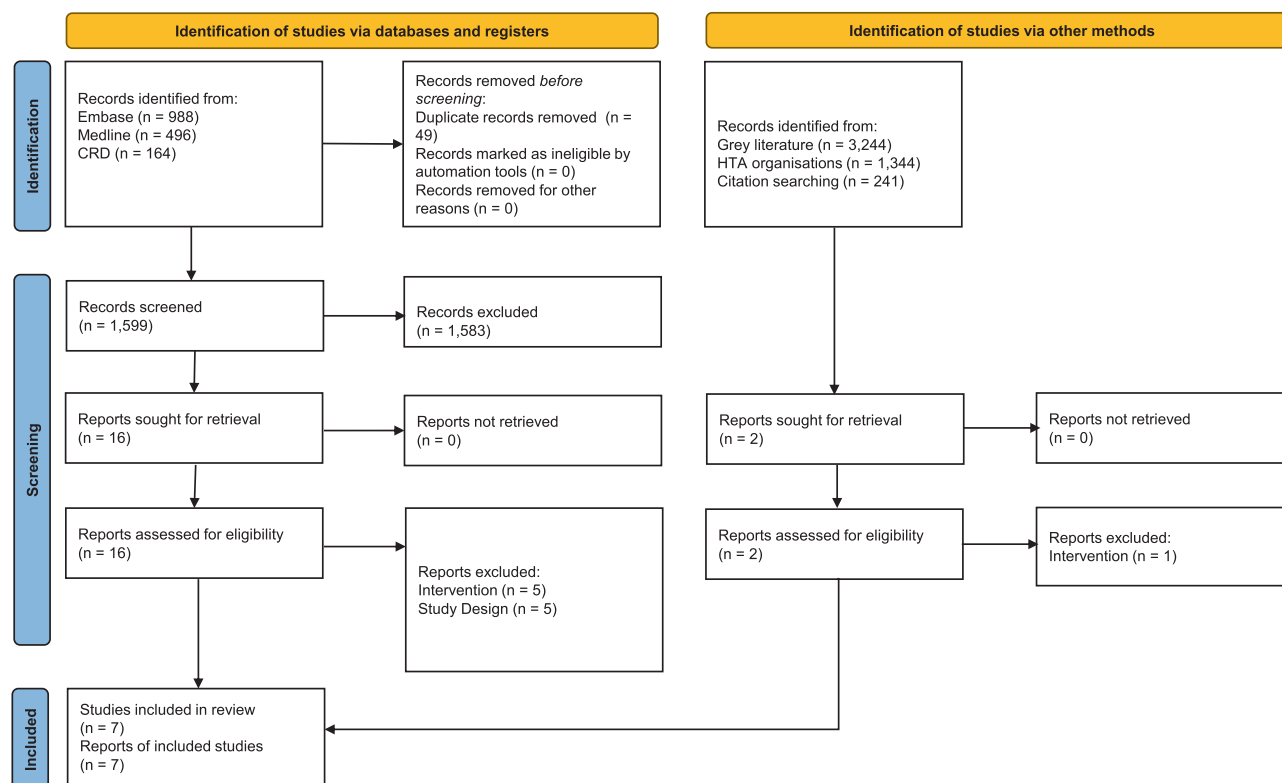 Identification of studies via databases and registers
Identification of studies via other methods
Identification
Records identified from:
Embase (n = 988)
Medline (n = 496)
CRD (n = 164)
Records removed before
screening:
Duplicate records removed (n =
49)
Records marked as ineligible by
automation tools (n = 0)
Records removed for other
reasons (n = 0)
Records identified from:
Grey literature (n = 3,244)
HTA organisations (n = 1,344)
Citation searching (n = 241)
Screening
Records screened
(n = 1,599)
Records excluded
(n = 1,583)
Reports sought for retrieval
(n = 16)
Reports not retrieved
(n = 0)
Reports sought for retrieval
(n = 2)
Reports not retrieved
(n = 0)
Reports assessed for eligibility
(n = 16)
Reports excluded:
Intervention (n = 5)
Study Design (n = 5)
Reports assessed for eligibility
(n = 2)
Reports excluded:
Intervention (n = 1)
Included
Studies included in review
(n = 7)
Reports of included studies
(n = 7)